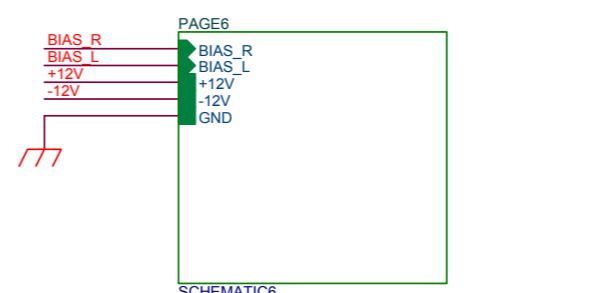 PAGE6
BIAS_R
BIAS_L
+12V
-12V
BIAS_R
BIAS_L
+12V
-12V
GND
SCHEMATIC6